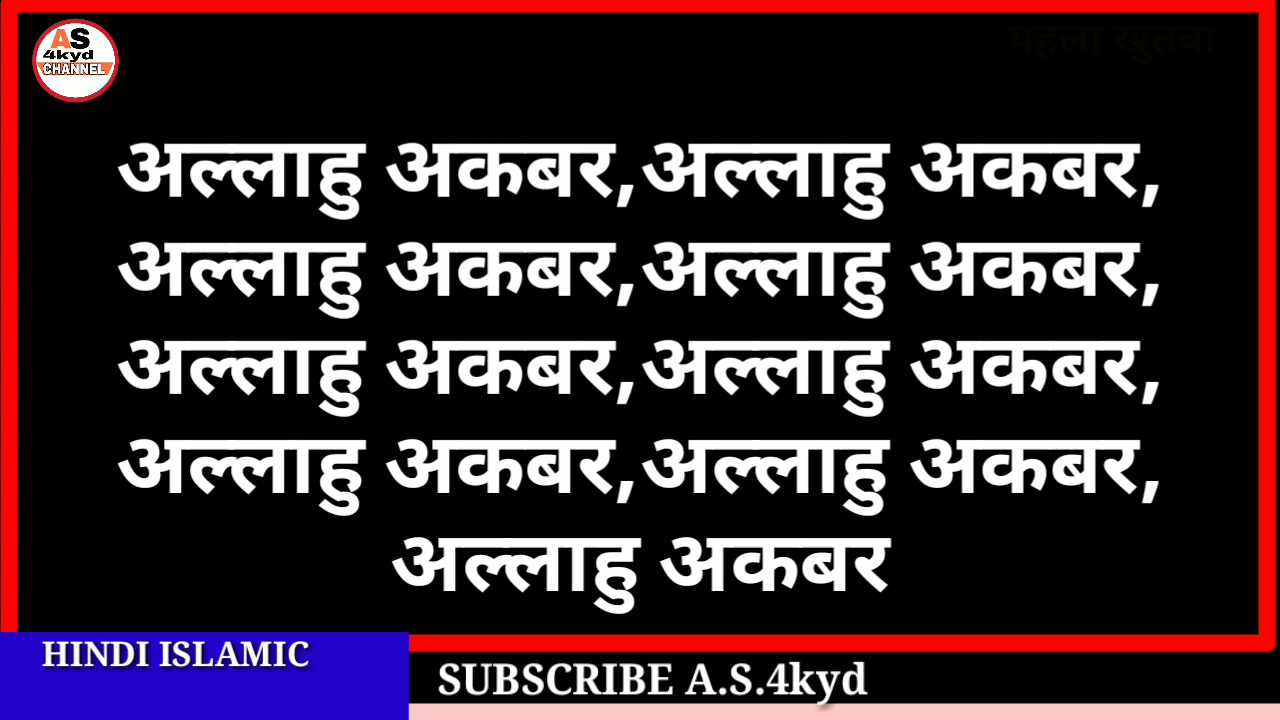 AS
4kyd
CHANNEL
पहला खुतबा
अल्लाहु अकबर,अल्लाहु अकबर,
अल्लाहु अकबर,अल्लाहु अकबर,
अल्लाहु अकबर,अल्लाहु अकबर,
अल्लाहु अकबर,अल्लाहु अकबर,
अल्लाहु अकबर
HINDI ISLAMIC
SUBSCRIBE A.S.4kyd